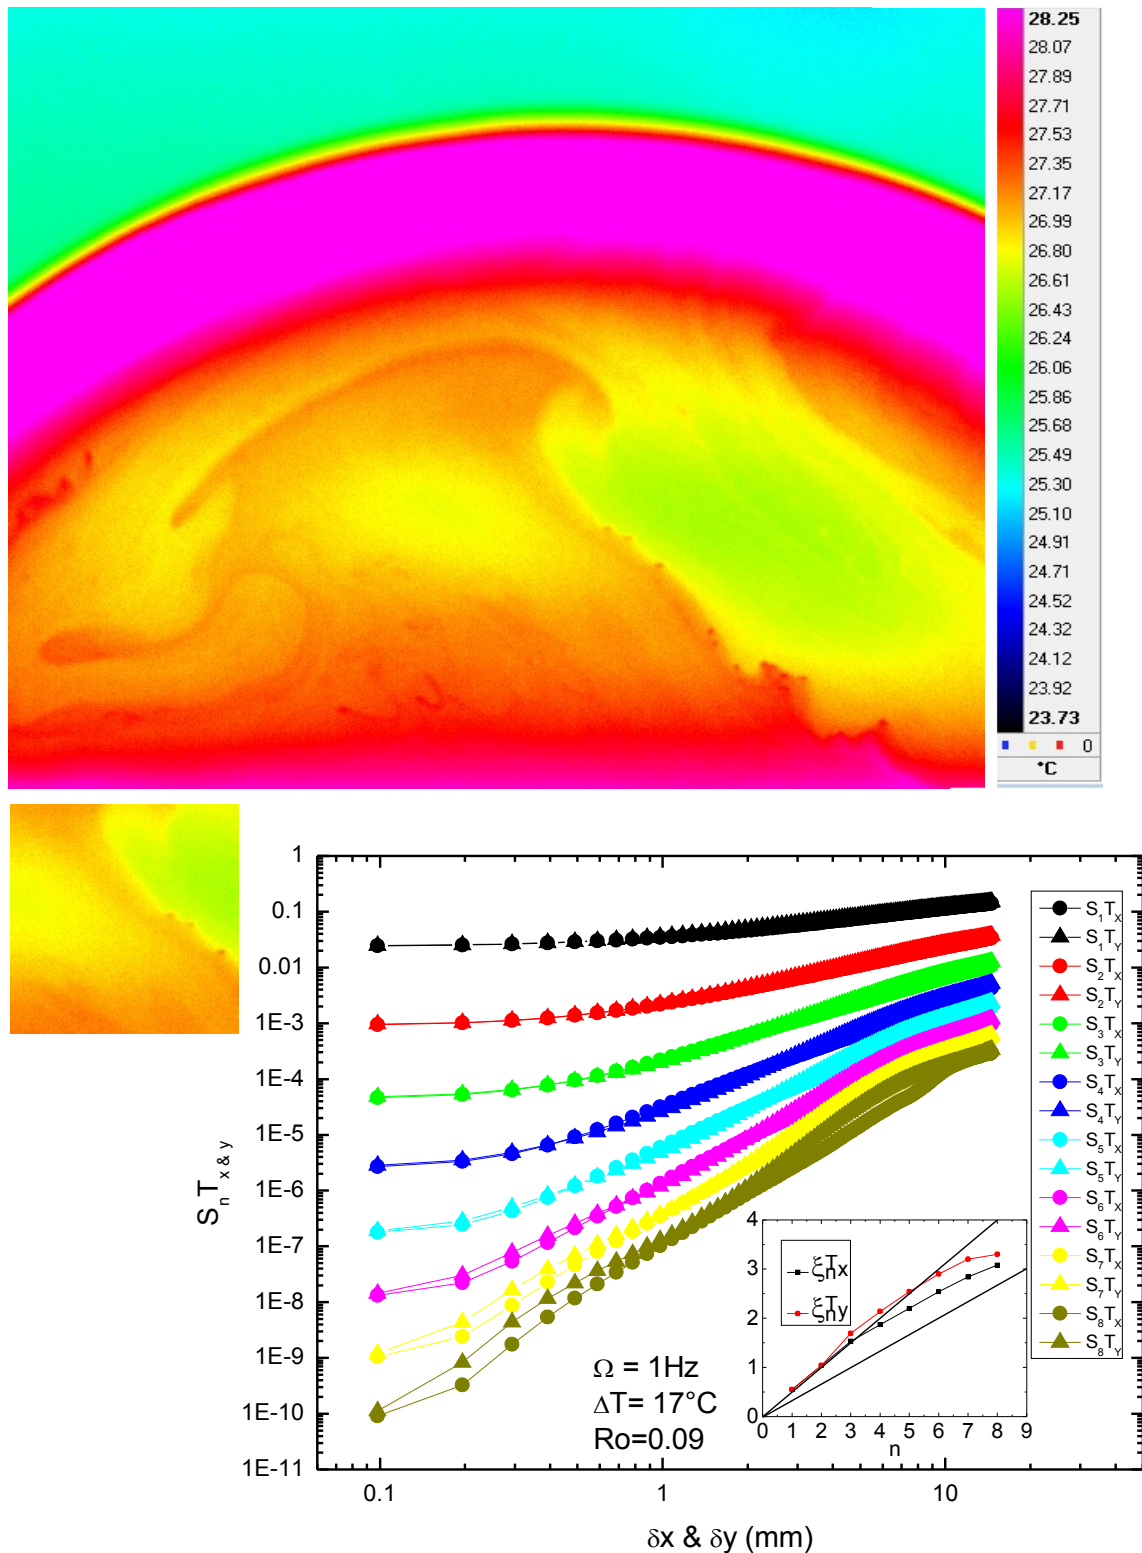 28.25
28.07
27.89
27.71
27.53
27.35
27.17
26.99
26.80
26.61
26.43
26.24
26.06
25.86
25.68
25.49
25.30
25.10
24.91
24.71
24.52
24.32
24.12
23.92
23.73
0
°C
1
0.1
0.01
1E-3
1E-4
1E-5
1E-6
1E-7
1E-8
1E-9
1E-10
1E-11
SnTx & y
S1TX
S1TY
S2TX
S2TY
S3TX
S3TY
S4TX
S4TY
S5TX
S5TY
S6TX
S6TY
S7TX
S7TY
S8TX
S8TY
Ω = 1Hz
ΔT= 17°C
Ro=0.09
4
3
2
1
0
ξnTx
ξnTy
0 1 2 3 4 5 6 7 8 9
n
0.1 1 10
δx & δy (mm)